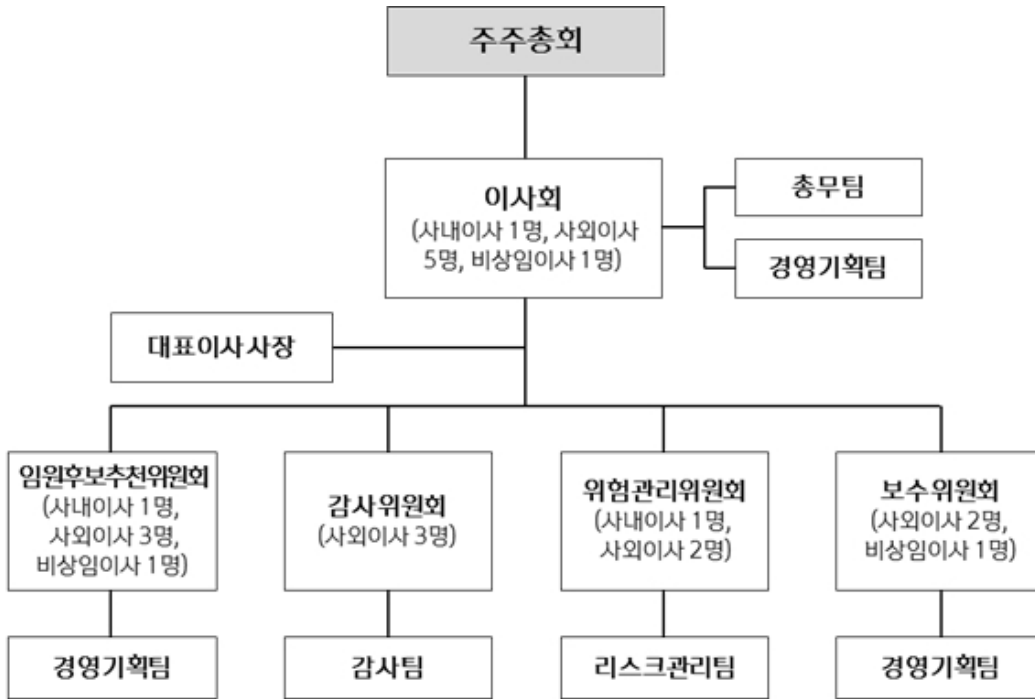 주주총회
이사회
(사내이사 1명, 사외이사
5명, 비상임이사 1명)
총무팀
경영기획팀
대표이사 사장
임원후보추천위원회
(사내이사 1명,
사외이사 3명,
비상임이사 1명)
감사위원회
(사외이사 3명)
위험관리위원회
(사내이사 1명,
사외이사 2명)
보수위원회
(사외이사 2명,
비상임이사 1명)
경영기획팀
감사팀
리스크관리팀
경영기획팀